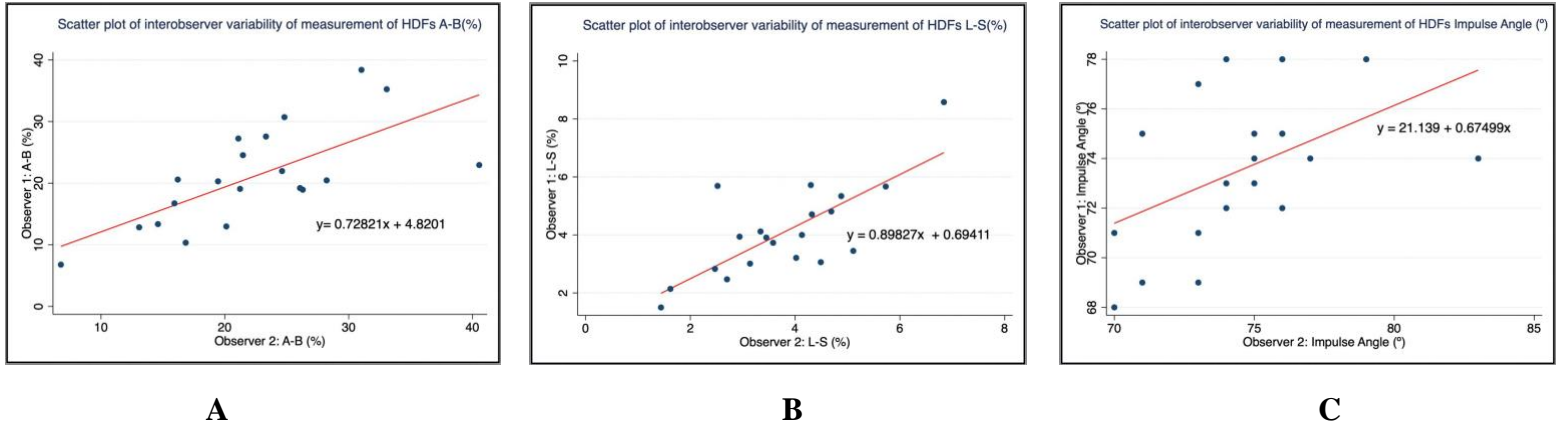 Scatter plot of interobserver variability of measurement of HDFs A-B(%)
40
30
20
10
0
Observer 1: A-B (%)
y= 0.72821x + 4.8201
10 20 30 40
Observer 2: A-B (%)
A
Scatter plot of interobserver variability of measurement of HDFs L-S(%)
10
8
6
4
2
Observer 1: L-S (%)
y = 0.89827x + 0.69411
0 2 4 6 8
Observer 2: L-S (%)
B
Scatter plot of interobserver variability of measurement of HDFs Impulse Angle (º)
78
76
74
72
70
68
Observer 1: Impulse Angle (º)
y = 21.139 + 0.67499x
70 75 80 85
Observer 2: Impulse Angle (º)
C